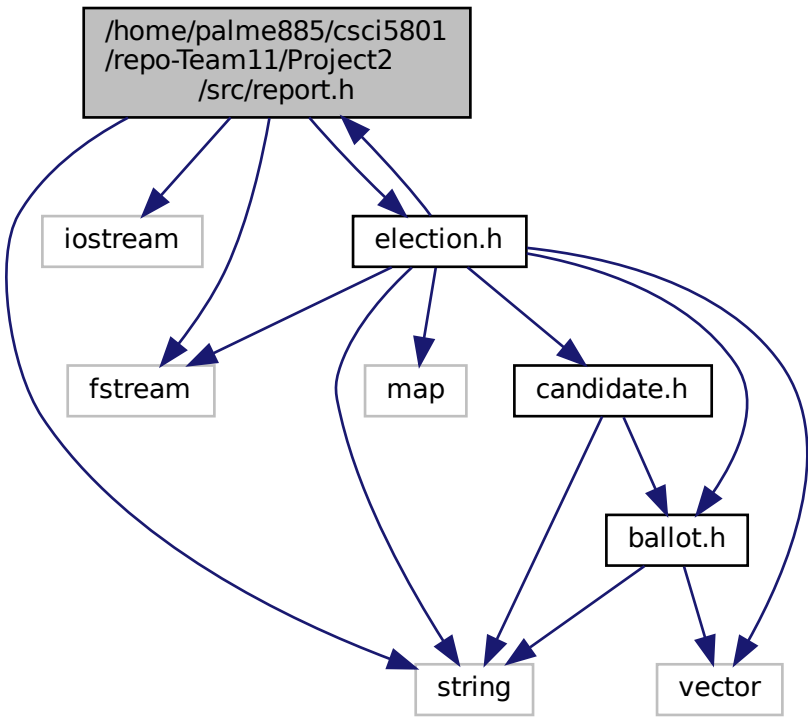 /home/palme885/csci5801
/repo-Team11/Project2
/src/report.h
iostream
election.h
fstream
map
candidate.h
ballot.h
string
vector